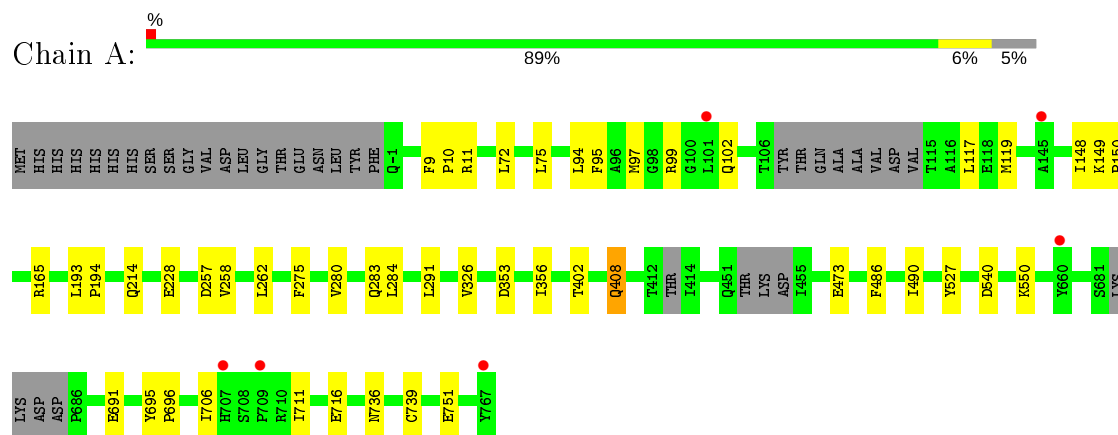 %
Chain A:
89% 6% 5%
MET HIS HIS HIS HIS HIS HIS SER SER GLY VAL ASP LEU GLY THR GLU ASN LEU TYR PHE Q-1 F9 P10 R11 L72 L75 L94 F95 A96 M97 G98 R99 G100 L101 Q102 T106 TYR THR GLN ALA ALA VAL ASP VAL T115 A116 L117 E118 M119 A145 I148 K149 P150
R165 L193 P194 Q214 E228 D257 V258 L262 F275 V280 Q283 L284 L291 V326 D353 I356 T402 Q408 T412 THR I414 Q451 THR LYS ASP I455 E473 F486 I490 Y527 D540 K550 Y660 S681 LYS
LYS ASP ASP P686 E691 Y695 P696 I706 H707 S708 P709 R710 I711 E716 N736 C739 E751 Y767